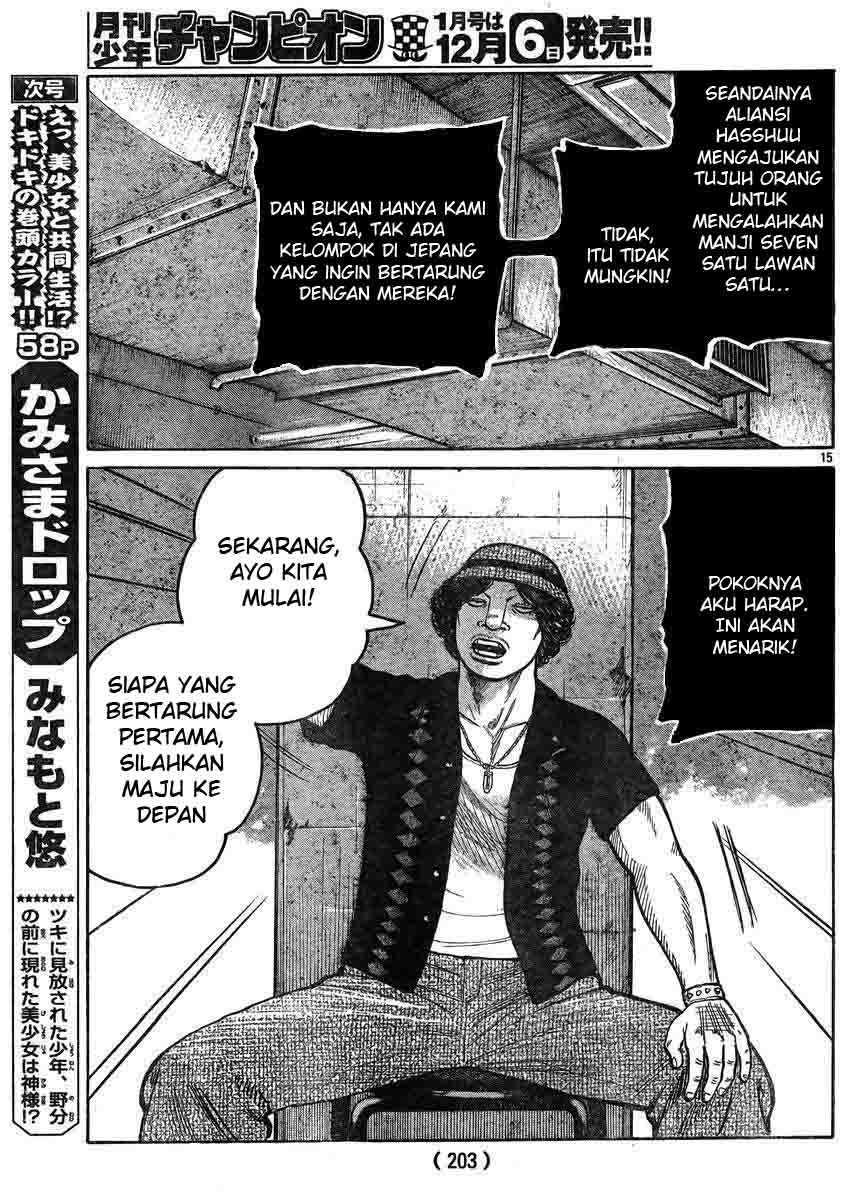 月刊
少年
チャンピオン
1月号は
12月6日発売!!
SEANDAINYA
ALIANSI
HASSHUU
MENGAJUKAN
TUJUH ORANG
UNTUK
MENGALAHKAN
MANJI SEVEN
SATU LAWAN
SATU...
TIDAK,
ITU TIDAK
MUNGKIN!
DAN BUKAN HANYA KAMI
SAJA, TAK ADA
KELOMPOK DI JEPANG
YANG INGIN BERTARUNG
DENGAN MEREKA!
15
POKOKNYA
AKU HARAP.
INI AKAN
MENARIK!
SEKARANG,
AYO KITA
MULAI!
SIAPA YANG
BERTARUNG
PERTAMA,
SILAHKAN
MAJU KE
DEPAN
次号
えっ、美少女と共同生活!?
ドキドキの巻頭カラー!!
58P
かみさまドロップ
みなもと悠
★★★★★★★
ツキに見放された少年、野分
の前に現れた美少女は神様!?
(203)